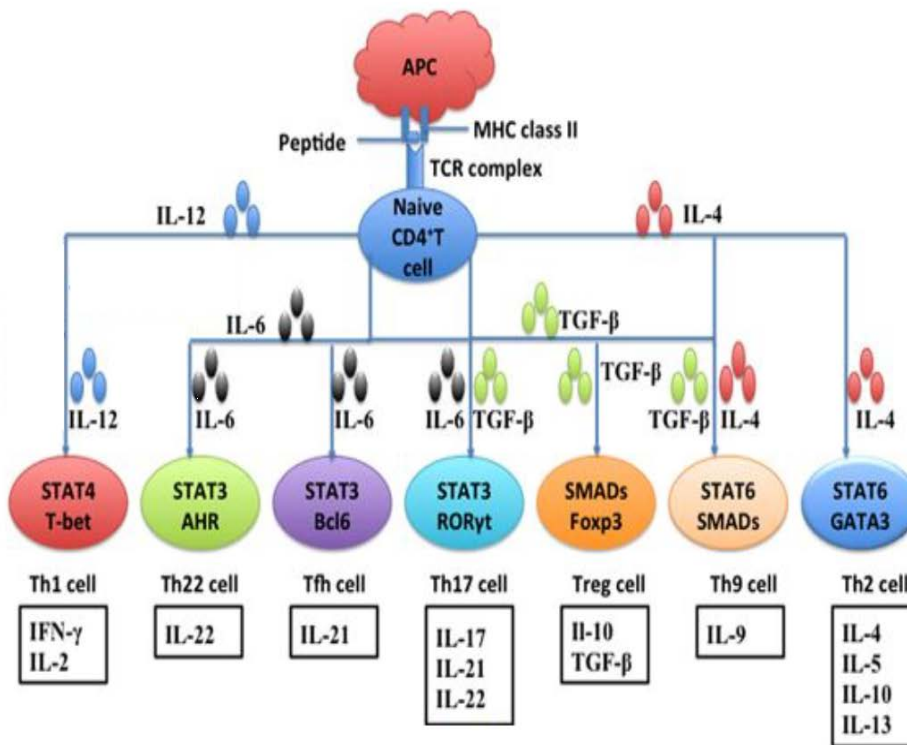 APC
MHC class II
Peptide
TCR complex
Naive
CD4⁺T
cell
IL-12
IL-4
IL-6
TGF-β
TGF-β
IL-12
IL-6
IL-6
IL-6
TGF-β
TGF-β
IL-4
IL-4
STAT4
T-bet
STAT3
AHR
STAT3
Bcl6
STAT3
RORyt
SMADs
Foxp3
STAT6
SMADs
STAT6
GATA3
Th1 cell
Th22 cell
Tfh cell
Th17 cell
Treg cell
Th9 cell
Th2 cell
IFN-γ
IL-2
IL-22
IL-21
IL-17
IL-21
IL-22
Il-10
TGF-β
IL-9
IL-4
IL-5
IL-10
IL-13